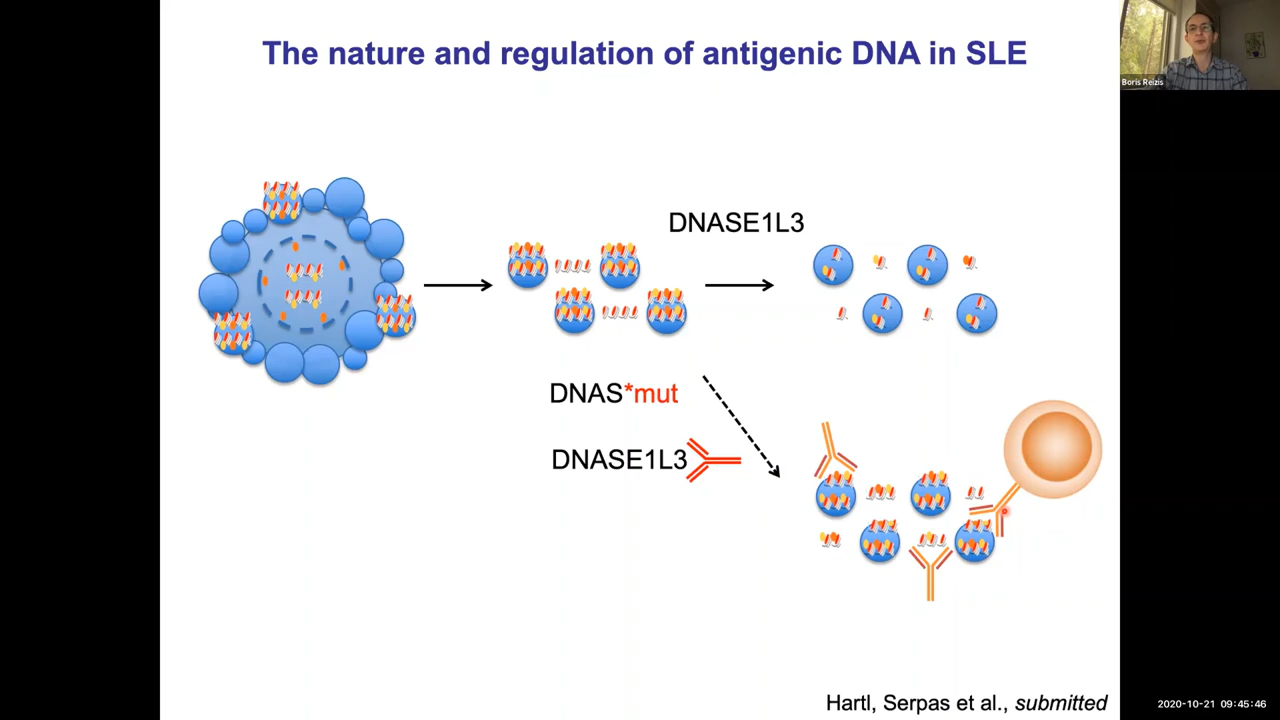 The nature and regulation of antigenic DNA in SLE
Boris Reizis
DNASE1L3
DNAS*mut
DNASE1L3
Hartl, Serpas et al., submitted
2020-10-21 09:45:46